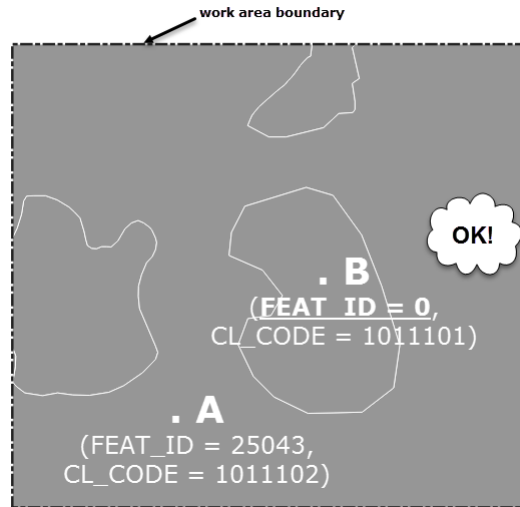 work area boundary
OK!
. B
(FEAT_ID = 0,
CL_CODE = 1011101)
. A
(FEAT_ID = 25043,
CL_CODE = 1011102)